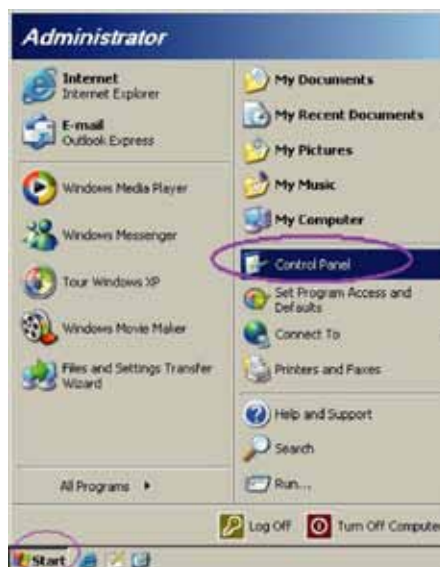 Administrator
Internet
Internet Explorer
E-mail
Outlook Express
Windows Media Player
Windows Messenger
Tour Windows XP
Windows Movie Maker
Files and Settings Transfer
Wizard
All Programs
My Documents
My Recent Documents
My Pictures
My Music
My Computer
Control Panel
Set Program Access and
Defaults
Connect To
Printers and Faxes
Help and Support
Search
Run...
Log Off
Turn Off Computer
Start